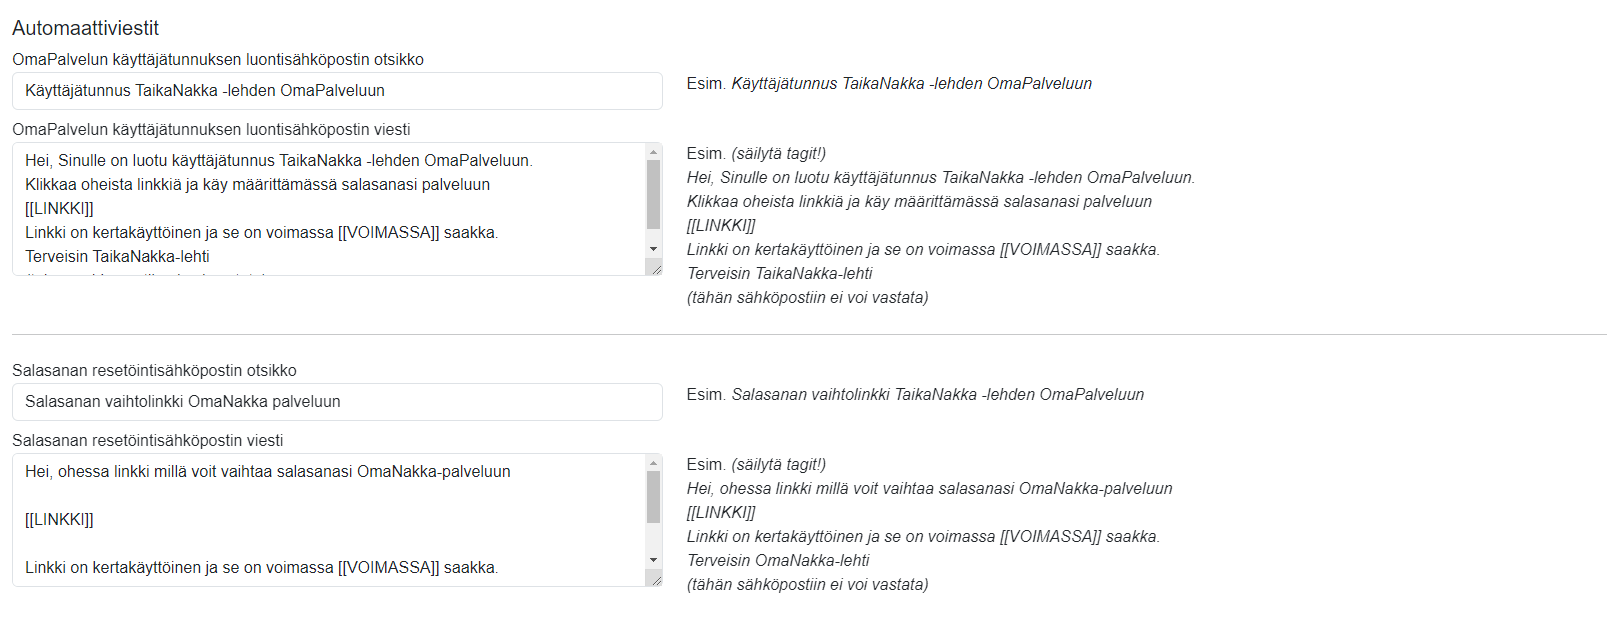 Automaattiviestit
OmaPalvelun käyttäjätunnuksen luontisähköpostin otsikko
Käyttäjätunnus TaikaNakka -lehden OmaPalveluun
Esim. Käyttäjätunnus TaikaNakka -lehden OmaPalveluun
OmaPalvelun käyttäjätunnuksen luontisähköpostin viesti
Hei, Sinulle on luotu käyttäjätunnus TaikaNakka -lehden OmaPalveluun.
Klikkaa oheista linkkiä ja käy määrittämässä salasanasi palveluun
[[LINKKI]]
Linkki on kertakäyttöinen ja se on voimassa [[VOIMASSA]] saakka.
Terveisin TaikaNakka-lehti
Esim. (säilytä tagit!)
Hei, Sinulle on luotu käyttäjätunnus TaikaNakka -lehden OmaPalveluun.
Klikkaa oheista linkkiä ja käy määrittämässä salasanasi palveluun
[[LINKKI]]
Linkki on kertakäyttöinen ja se on voimassa [[VOIMASSA]] saakka.
Terveisin TaikaNakka-lehti
(tähän sähköpostiin ei voi vastata)
Salasanan resetöintisähköpostin otsikko
Salasanan vaihtolinkki OmaNakka palveluun
Esim. Salasanan vaihtolinkki TaikaNakka -lehden OmaPalveluun
Salasanan resetöintisähköpostin viesti
Hei, ohessa linkki millä voit vaihtaa salasanasi OmaNakka-palveluun
[[LINKKI]]
Linkki on kertakäyttöinen ja se on voimassa [[VOIMASSA]] saakka.
Esim. (säilytä tagit!)
Hei, ohessa linkki millä voit vaihtaa salasanasi OmaNakka-palveluun
[[LINKKI]]
Linkki on kertakäyttöinen ja se on voimassa [[VOIMASSA]] saakka.
Terveisin OmaNakka-lehti
(tähän sähköpostiin ei voi vastata)